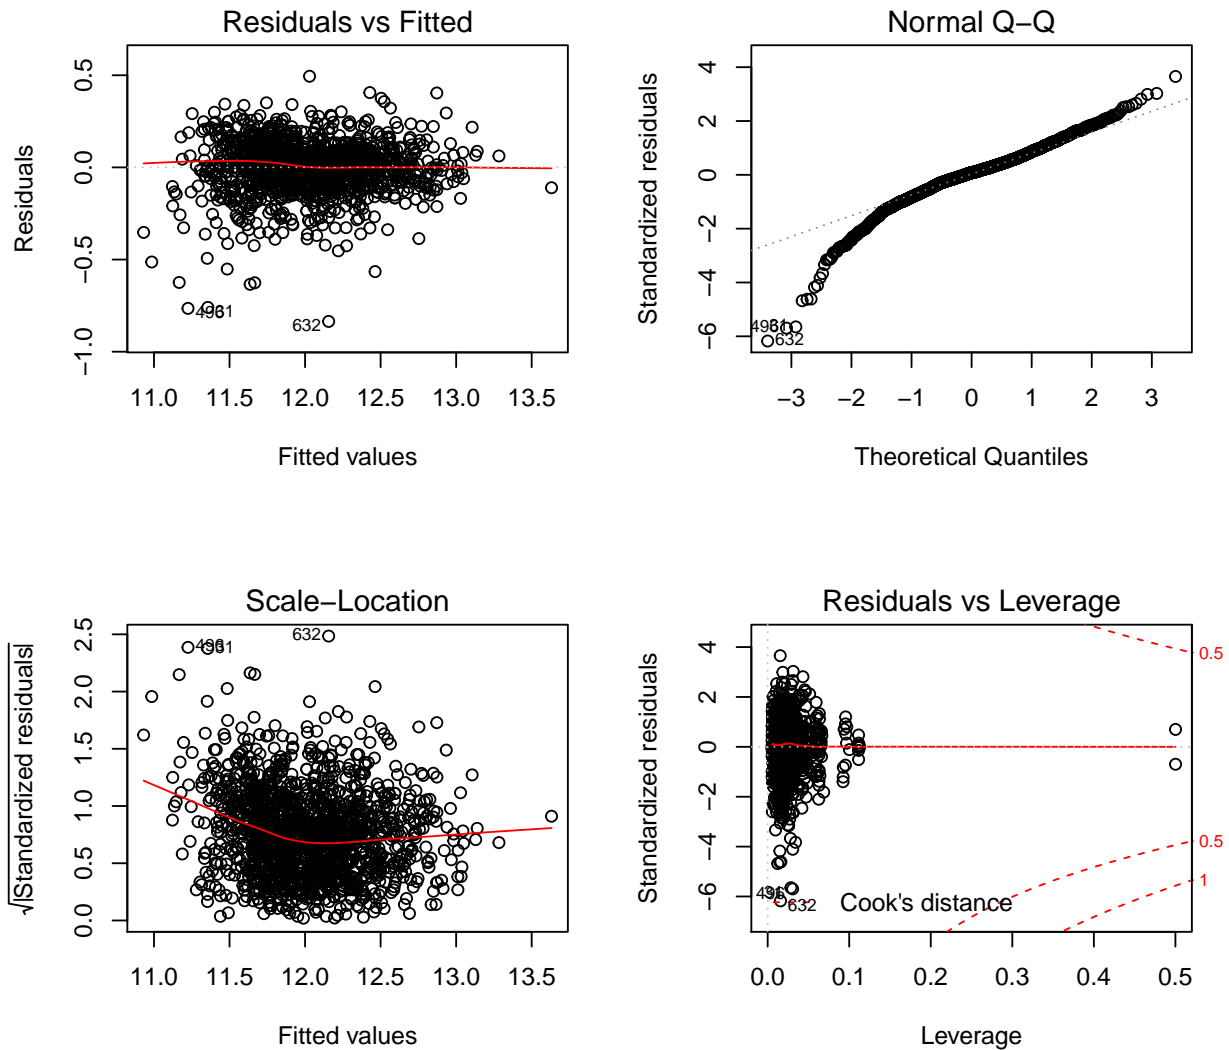 Residuals vs Fitted
Residuals
0.5
0.0
−0.5
−1.0
496
632
11.0 11.5 12.0 12.5 13.0 13.5
Fitted values
Normal Q−Q
Standardized residuals
4
2
0
−2
−4
−6
632
−3 −2 −1 0 1 2 3
Theoretical Quantiles
Scale−Location
√|Standardized residuals|
2.5
2.0
1.5
1.0
0.5
0.0
632
11.0 11.5 12.0 12.5 13.0 13.5
Fitted values
Residuals vs Leverage
Standardized residuals
4
2
0
−2
−4
−6
0.5
0.5
1
632
Cook's distance
0.0 0.1 0.2 0.3 0.4 0.5
Leverage